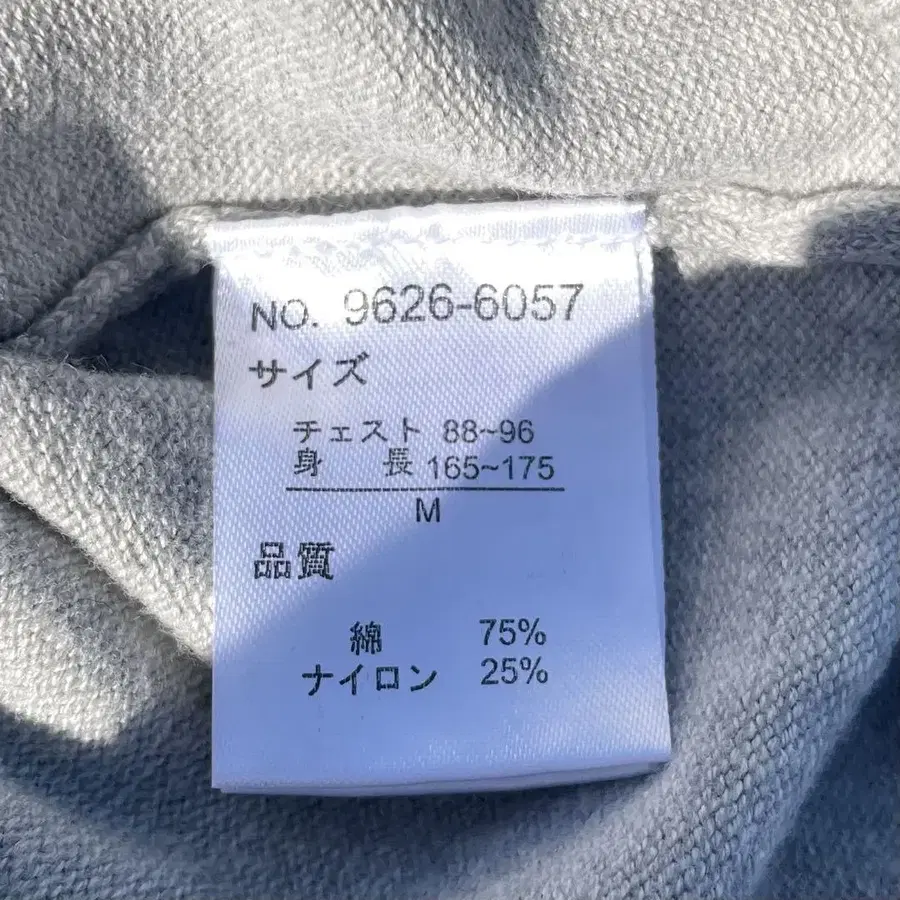 NO. 9626-6057
サイズ
チェスト 88~96
身 長 165~175
M
品質
綿 75%
ナイロン 25%